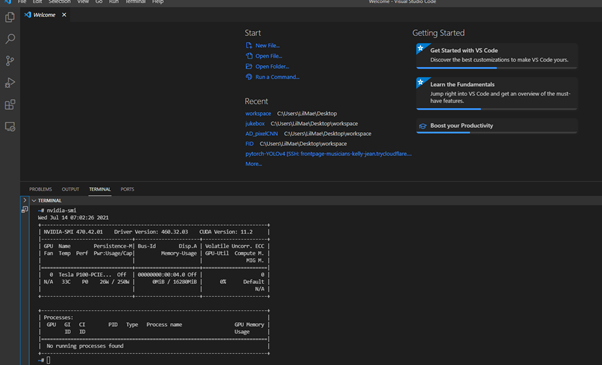 File Edit Selection View Go Run Terminal Help
Welcome - Visual Studio Code
Welcome
Start
New File...
Open File...
Open Folder...
Run a Command...
Recent
workspace C:\Users\LilMae\Desktop
jukebox C:\Users\LilMae\Desktop\workspace
AD_pixelCNN C:\Users\LilMae\Desktop\workspace
FID C:\Users\LilMae\Desktop\workspace
pytorch-YOLOv4 [SSH: frontpage-musicians-kelly-jean.trycloudflare....
More...
Getting Started
Get Started with VS Code
Discover the best customizations to make VS Code yours.
Learn the Fundamentals
Jump right into VS Code and get an overview of the must-
have features.
Boost your Productivity
PROBLEMS OUTPUT TERMINAL PORTS
TERMINAL
~# nvidia-smi
Wed Jul 14 07:02:26 2021
NVIDIA-SMI 470.42.01 Driver Version: 460.32.03 CUDA Version: 11.2
GPU Name Persistence-M| Bus-Id Disp.A | Volatile Uncorr. ECC
Fan Temp Perf Pwr:Usage/Cap| Memory-Usage | GPU-Util Compute M.
MIG M.
0 Tesla P100-PCIE... Off | 00000000:00:04.0 Off | 0
N/A 33C P0 26W / 250W | 0MiB / 16280MiB | 0% Default
N/A
Processes:
GPU GI CI PID Type Process name GPU Memory
ID ID Usage
No running processes found
~#